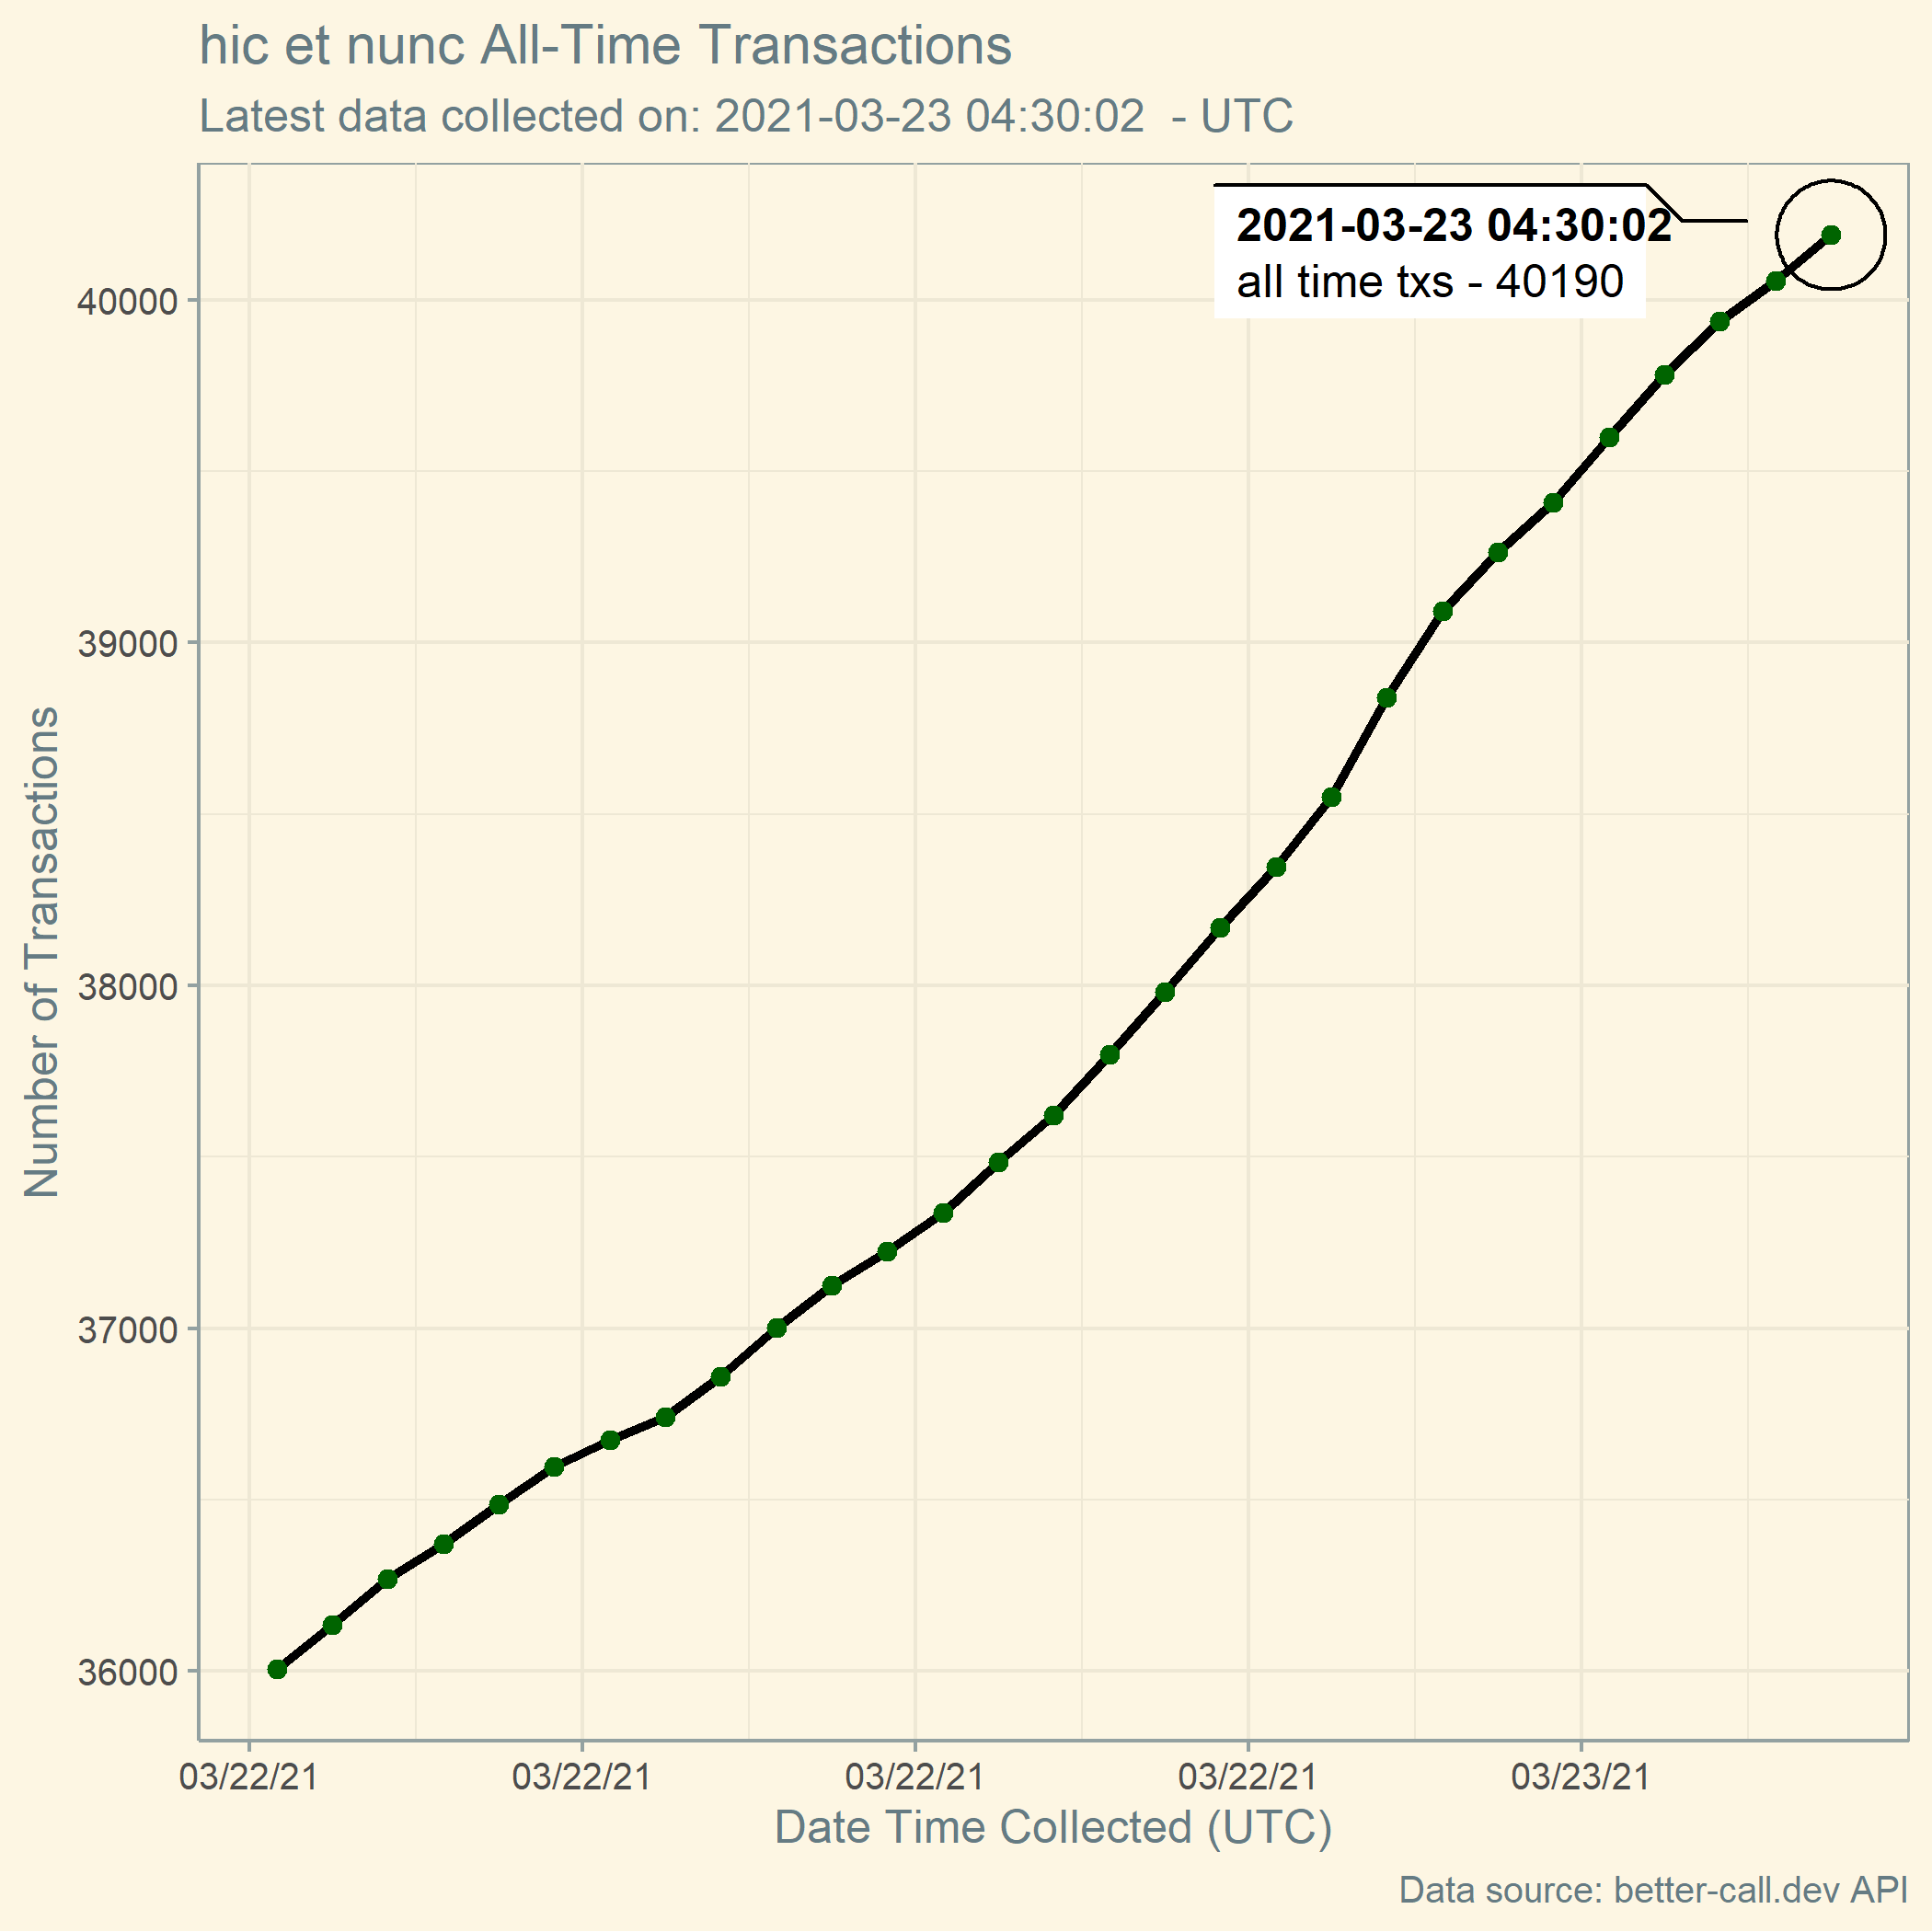 hic et nunc All-Time Transactions
Latest data collected on: 2021-03-23 04:30:02  - UTC
2021-03-23 04:30:02
all time txs - 40190
Number of Transactions
40000
39000
38000
37000
36000
03/22/21 03/22/21 03/22/21 03/22/21 03/23/21
Date Time Collected (UTC)
Data source: better-call.dev API